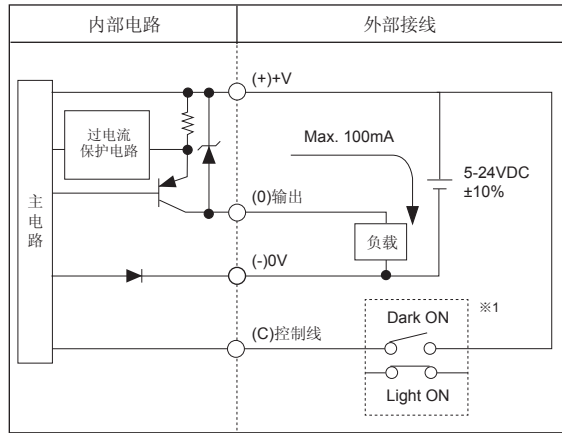 内部电路
外部接线
(+)+V
过电流
保护电路
Max. 100mA
5-24VDC
±10%
主电路
(0)输出
负载
(-)0V
※1
Dark ON
(C)控制线
Light ON